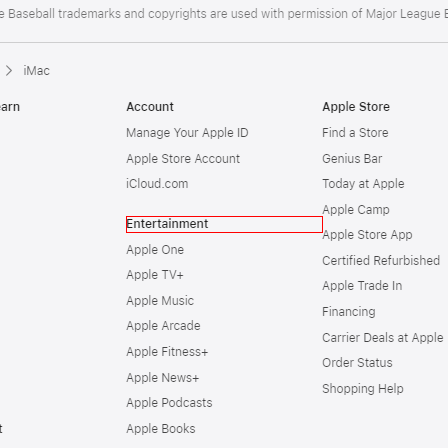 Baseball trademarks and copyrights are used with permission of Major League
iMac
Account
Manage Your Apple ID
Apple Store Account
iCloud.com
Entertainment
Apple One
Apple TV+
Apple Music
Apple Arcade
Apple Fitness+
Apple News+
Apple Podcasts
Apple Books
Apple Store
Find a Store
Genius Bar
Today at Apple
Apple Camp
Apple Store App
Certified Refurbished
Apple Trade In
Financing
Carrier Deals at Apple
Order Status
Shopping Help